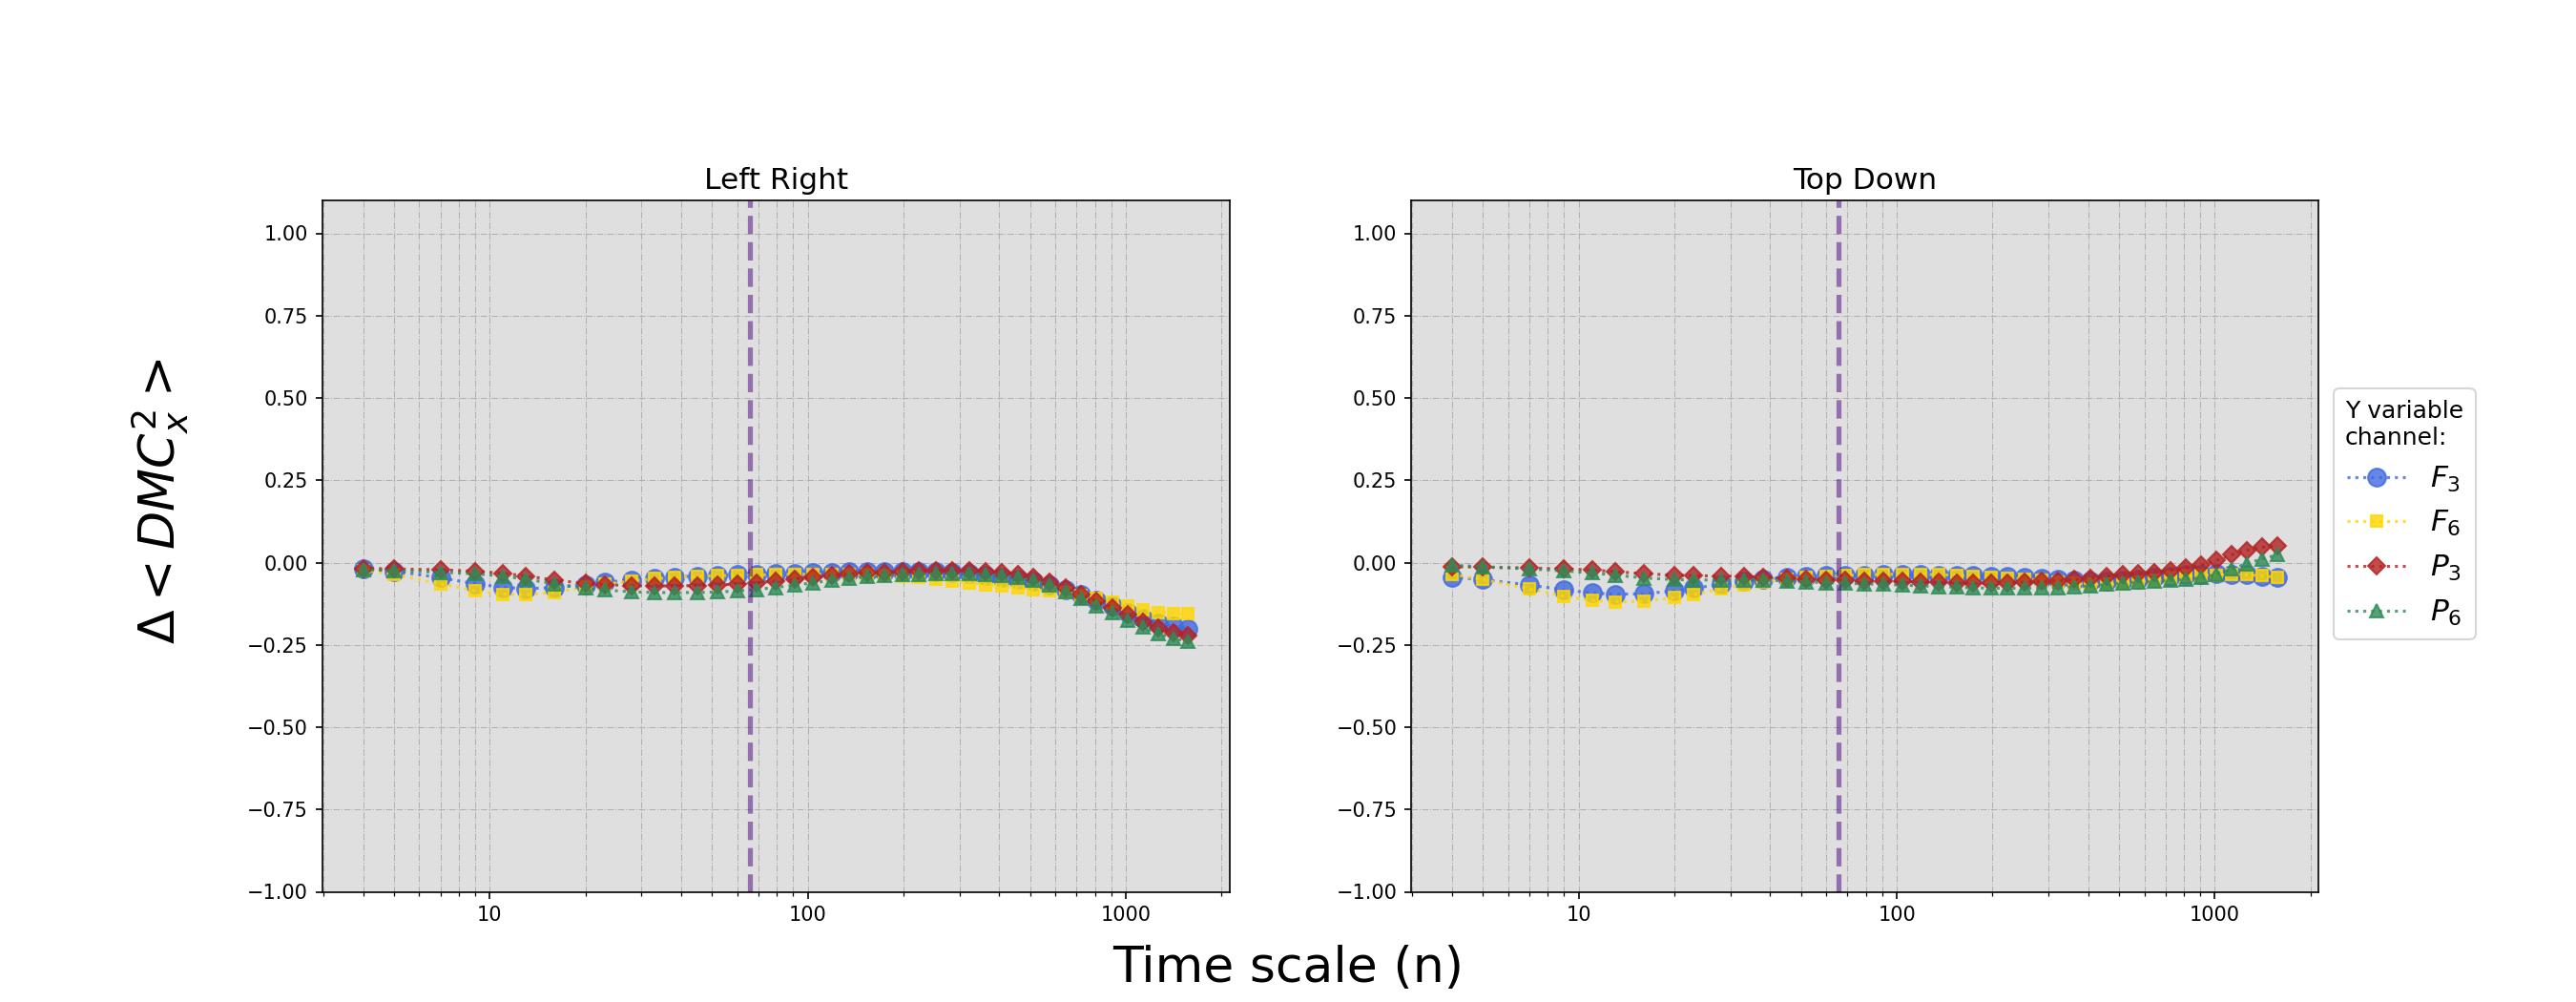 Left Right
Top Down
Δ < DMC²ₓ >
1.00
0.75
0.50
0.25
0.00
−0.25
−0.50
−0.75
−1.00
10 100 1000
1.00
0.75
0.50
0.25
0.00
−0.25
−0.50
−0.75
−1.00
10 100 1000
Y variable
channel:
F₃
F₆
P₃
P₆
Time scale (n)